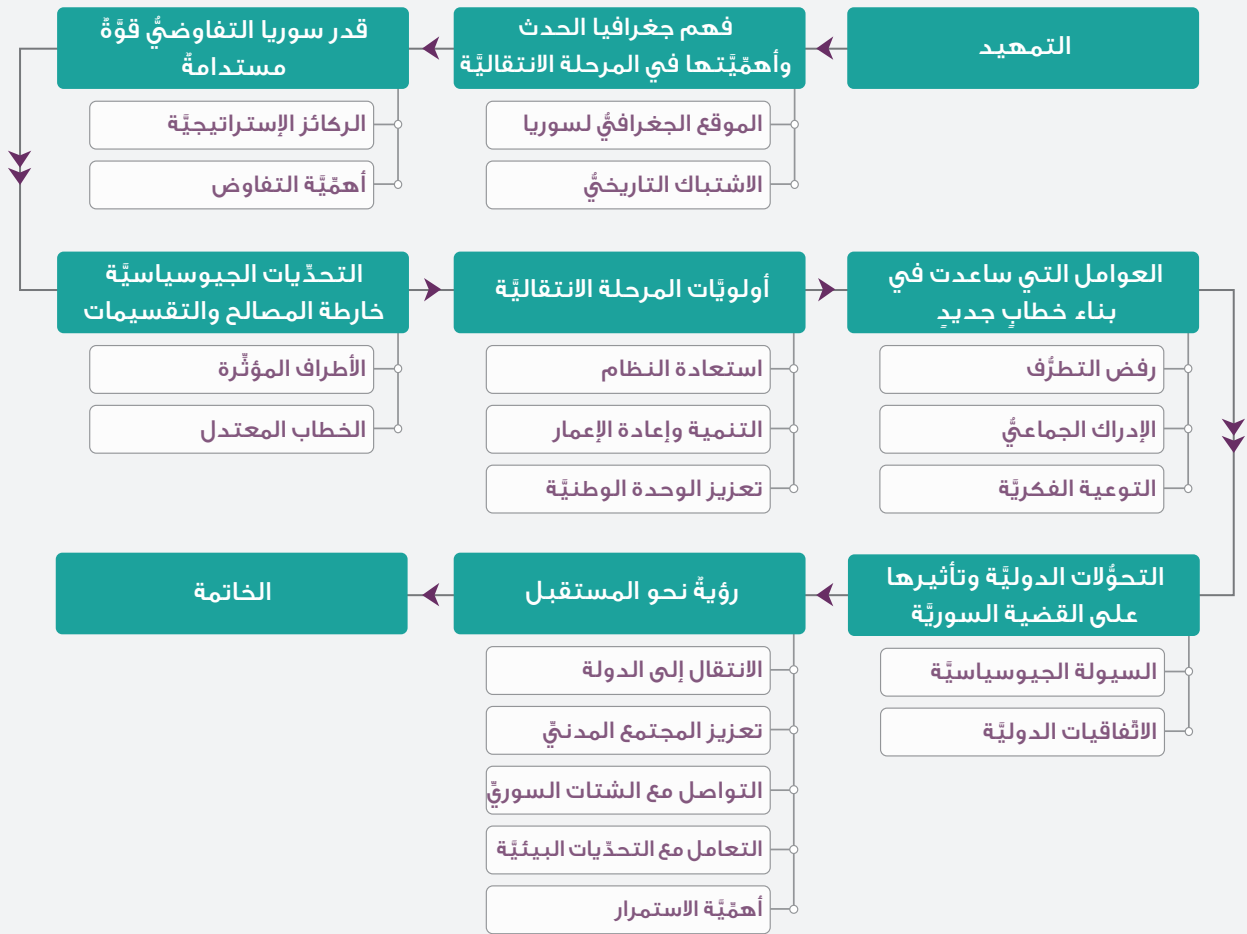 التمهيد
فهم جغرافيا الحدث
وأهمِّيَّتها في المرحلة الانتقاليَّة
الموقع الجغرافيُّ لسوريا
الاشتباك التاريخيُّ
قدر سوريا التفاوضيُّ قوَّةٌ
مستدامةٌ
الركائز الإستراتيجيَّة
أهمِّيَّة التفاوض
التحدِّيات الجيوسياسيَّة
خارطة المصالح والتقسيمات
الأطراف المؤثِّرة
الخطاب المعتدل
أولويَّات المرحلة الانتقاليَّة
استعادة النظام
التنمية وإعادة الإعمار
تعزيز الوحدة الوطنيَّة
العوامل التي ساعدت في
بناء خطابٍ جديدٍ
رفض التطرُّف
الإدراك الجماعيُّ
التوعية الفكريَّة
التحوُّلات الدوليَّة وتأثيرها
على القضية السوريَّة
السيولة الجيوسياسيَّة
الاتِّفاقيات الدوليَّة
رؤيةٌ نحو المستقبل
الانتقال إلى الدولة
تعزيز المجتمع المدنيِّ
التواصل مع الشتات السوريِّ
التعامل مع التحدِّيات البيئيَّة
أهمِّيَّة الاستمرار
الخاتمة